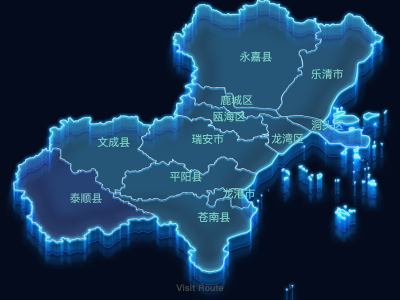 永嘉县
乐清市
鹿城区
瓯海区
洞头区
瑞安市
龙湾区
文成县
平阳县
泰顺县
龙港市
苍南县
Visit Route